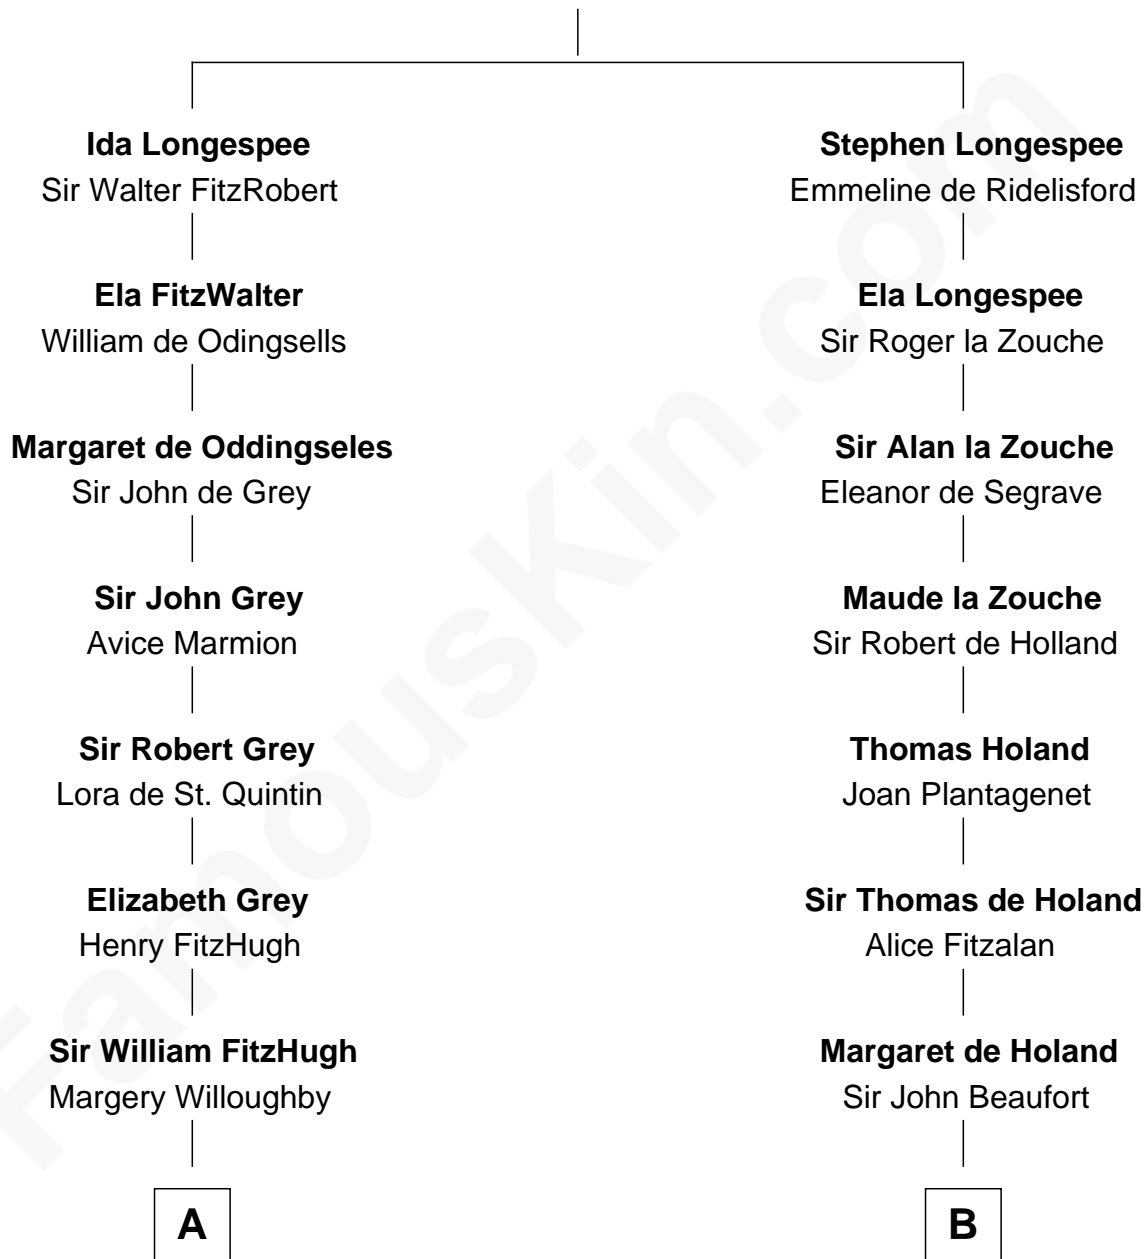 Ida Longespee
Sir Walter FitzRobert
Stephen Longespee
Emmeline de Ridelisford
Ela FitzWalter
William de Odingsells
Ela Longespee
Sir Roger la Zouche
Margaret de Oddingseles
Sir John de Grey
Sir Alan la Zouche
Eleanor de Segrave
Sir John Grey
Avice Marmion
Maude la Zouche
Sir Robert de Holland
Sir Robert Grey
Lora de St. Quintin
Thomas Holand
Joan Plantagenet
Elizabeth Grey
Henry FitzHugh
Sir Thomas de Holand
Alice Fitzalan
Sir William FitzHugh
Margery Willoughby
Margaret de Holand
Sir John Beaufort
A
B
FamousKin.com